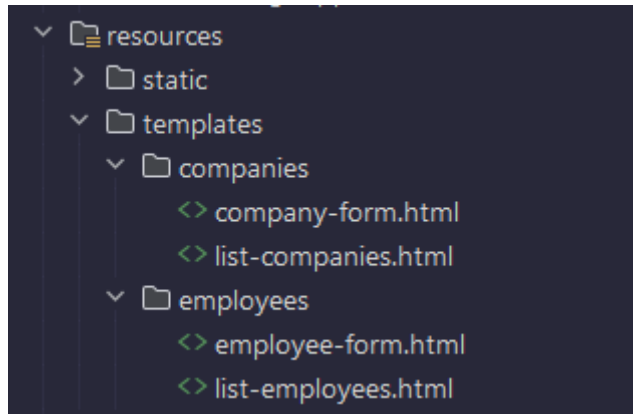 resources
static
templates
companies
<> company-form.html
<> list-companies.html
employees
<> employee-form.html
<> list-employees.html